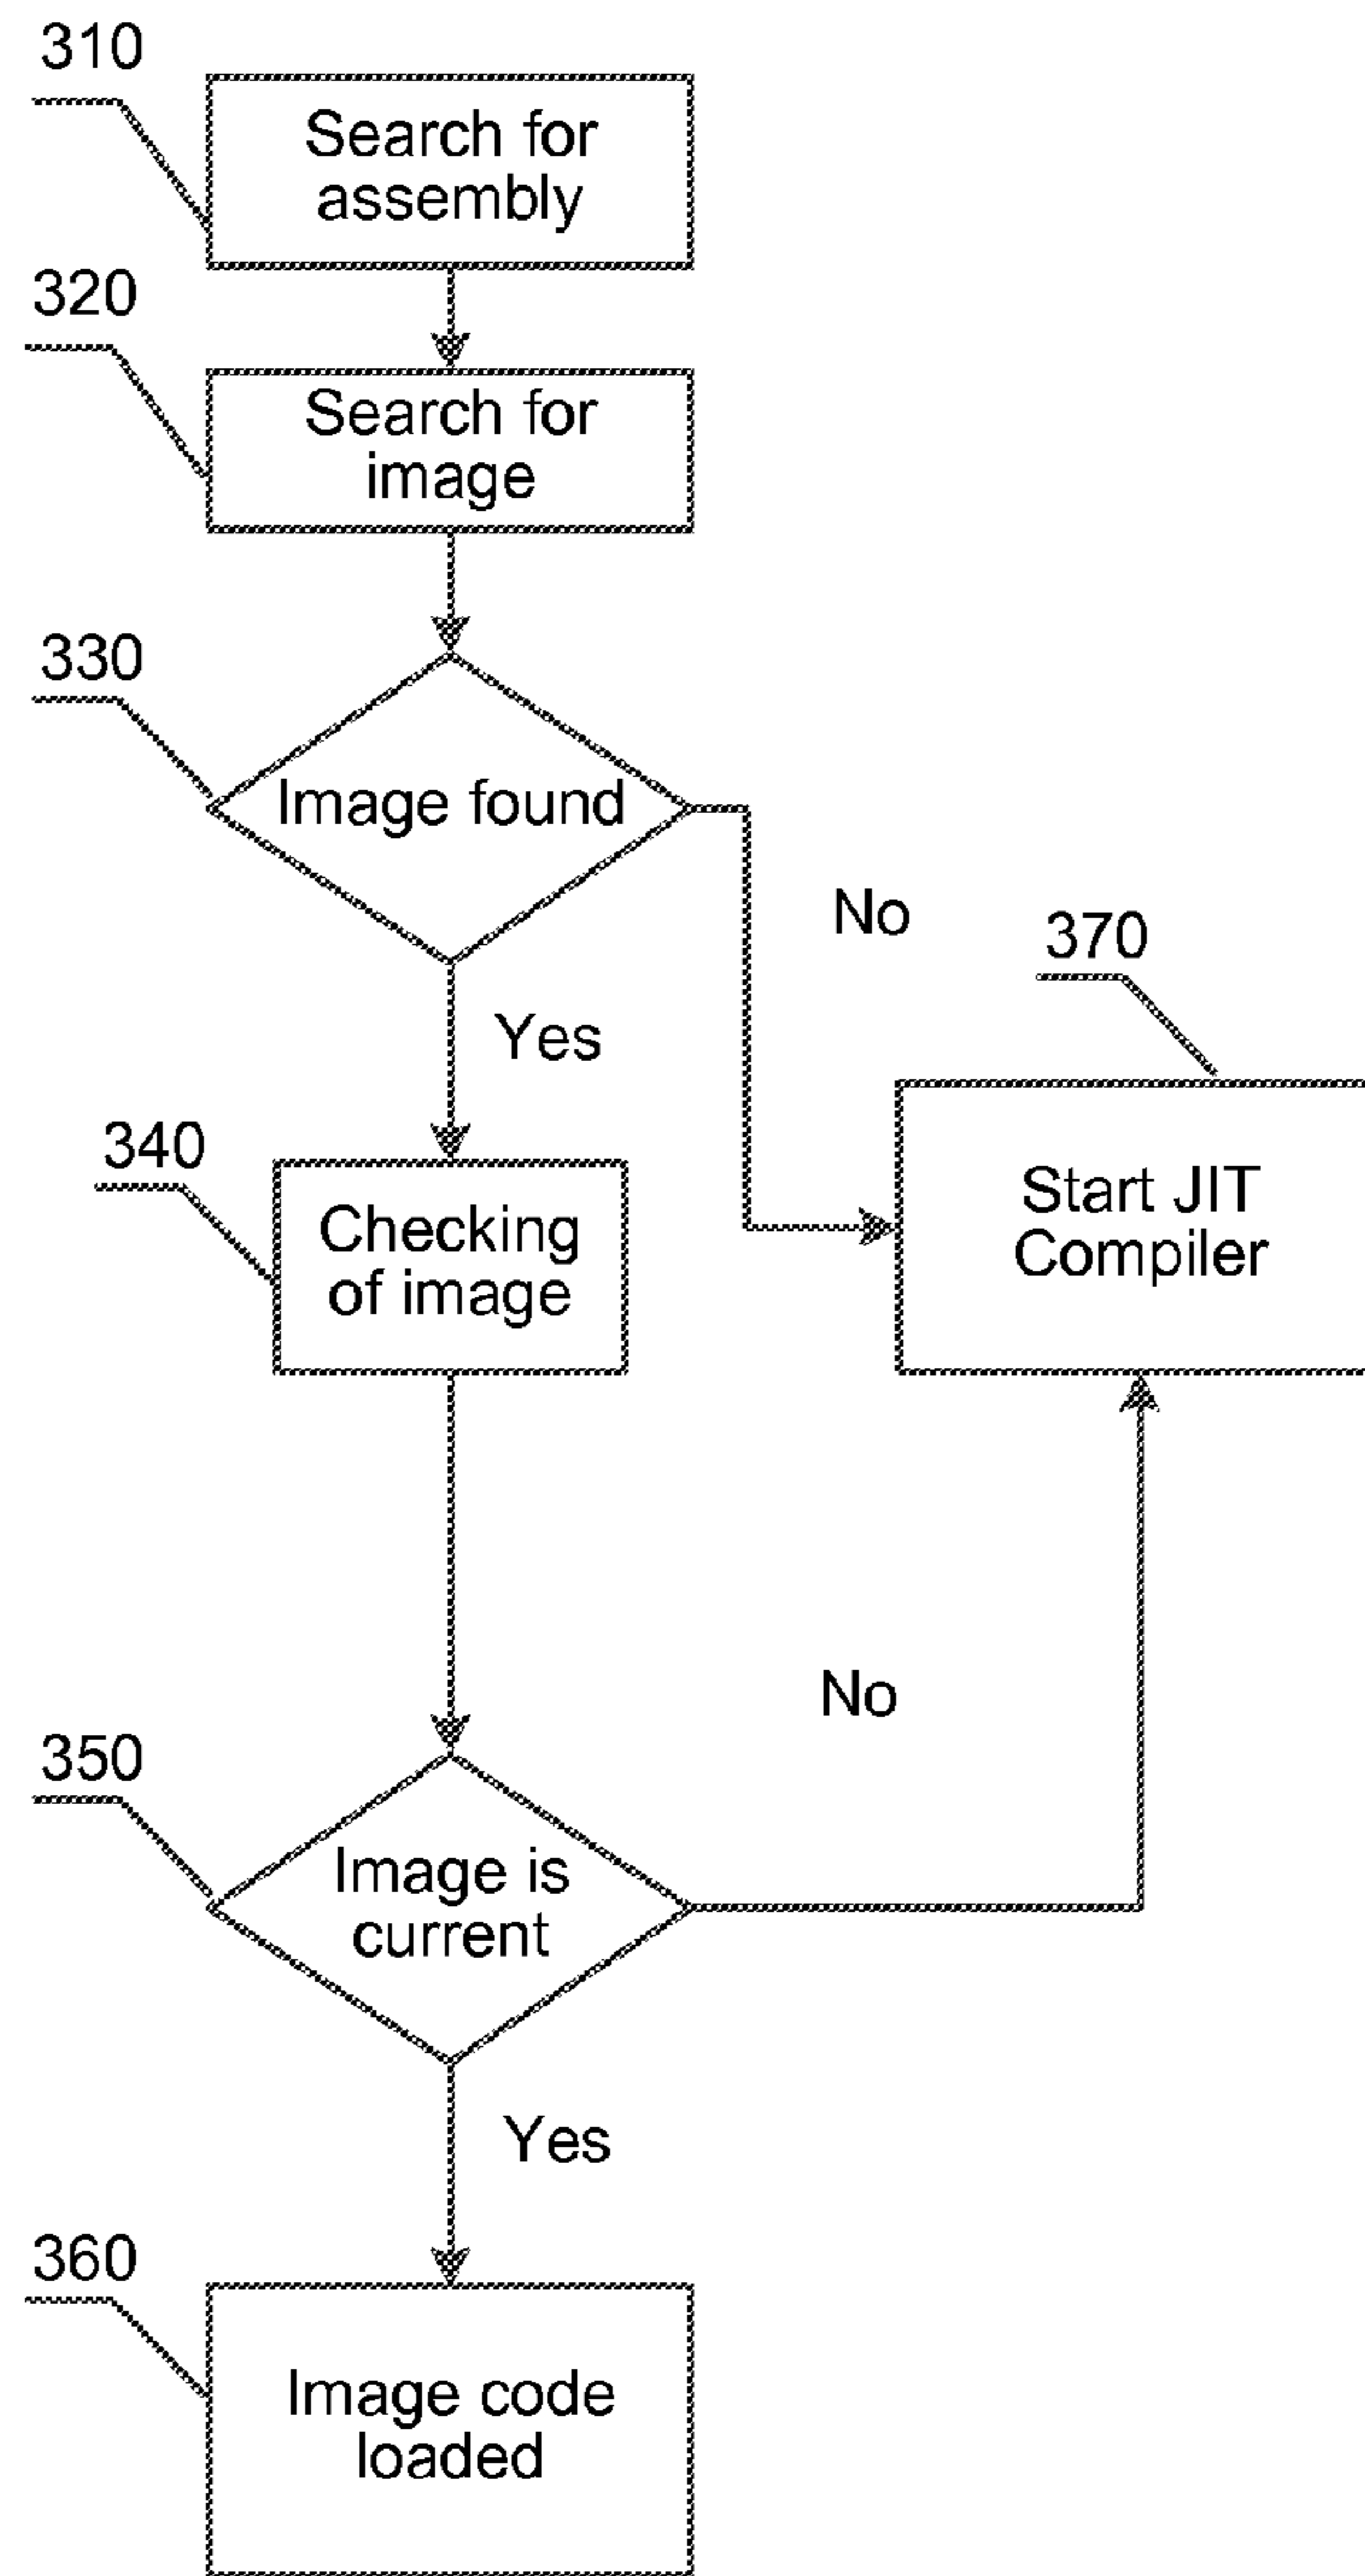 310
Search for
assembly
320
Search for
image
330
Image found
No
370
Yes
340
Checking
of image
Start JIT
Compiler
No
350
Image is
current
Yes
360
Image code
loaded